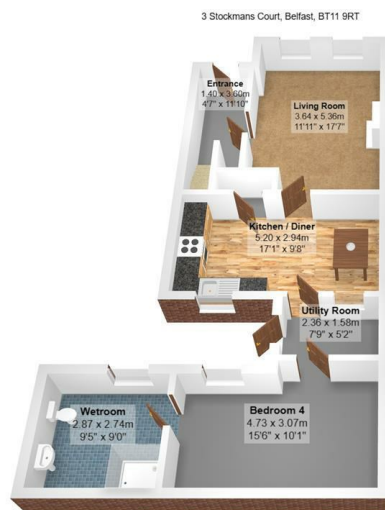 3 Stockmans Court, Belfast, BT11 9RT
Entrance
1.40 x 3.60m
4'7" x 11'10"
Living Room
3.64 x 5.36m
11'11" x 17'7"
Kitchen / Diner
5.20 x 2.94m
17'1" x 9'8"
Utility Room
2.36 x 1.58m
7'9" x 5'2"
Wetroom
2.87 x 2.74m
9'5" x 9'0"
Bedroom 4
4.73 x 3.07m
15'6" x 10'1"